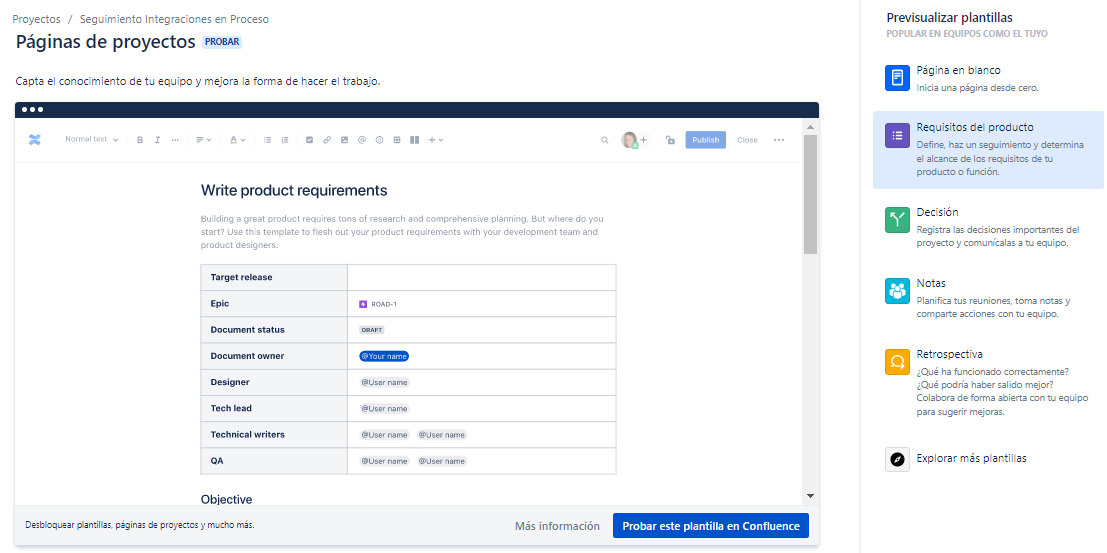 Proyectos / Seguimiento Integraciones en Proceso
Páginas de proyectos PROBAR
Capta el conocimiento de tu equipo y mejora la forma de hacer el trabajo.
Normal text B I ··· A @ + Publish Close ···
Write product requirements
Building a great product requires tons of research and comprehensive planning. But where do you
start? Use this template to flesh out your product requirements with your development team and
product designers.
Target release
Epic ROAD-1
Document status DRAFT
Document owner @Your name
Designer @User name
Tech lead @User name
Technical writers @User name @User name
QA @User name @User name
Objective
Desbloquear plantillas, páginas de proyectos y mucho más. Más información Probar este plantilla en Confluence
Previsualizar plantillas
POPULAR EN EQUIPOS COMO EL TUYO
Página en blanco
Inicia una página desde cero.
Requisitos del producto
Define, haz un seguimiento y determina
el alcance de los requisitos de tu
producto o función.
Decisión
Registra las decisiones importantes del
proyecto y comunícalas a tu equipo.
Notas
Planifica tus reuniones, toma notas y
comparte acciones con tu equipo.
Retrospectiva
¿Qué ha funcionado correctamente?
¿Qué podría haber salido mejor?
Colabora de forma abierta con tu equipo
para sugerir mejoras.
Explorar más plantillas